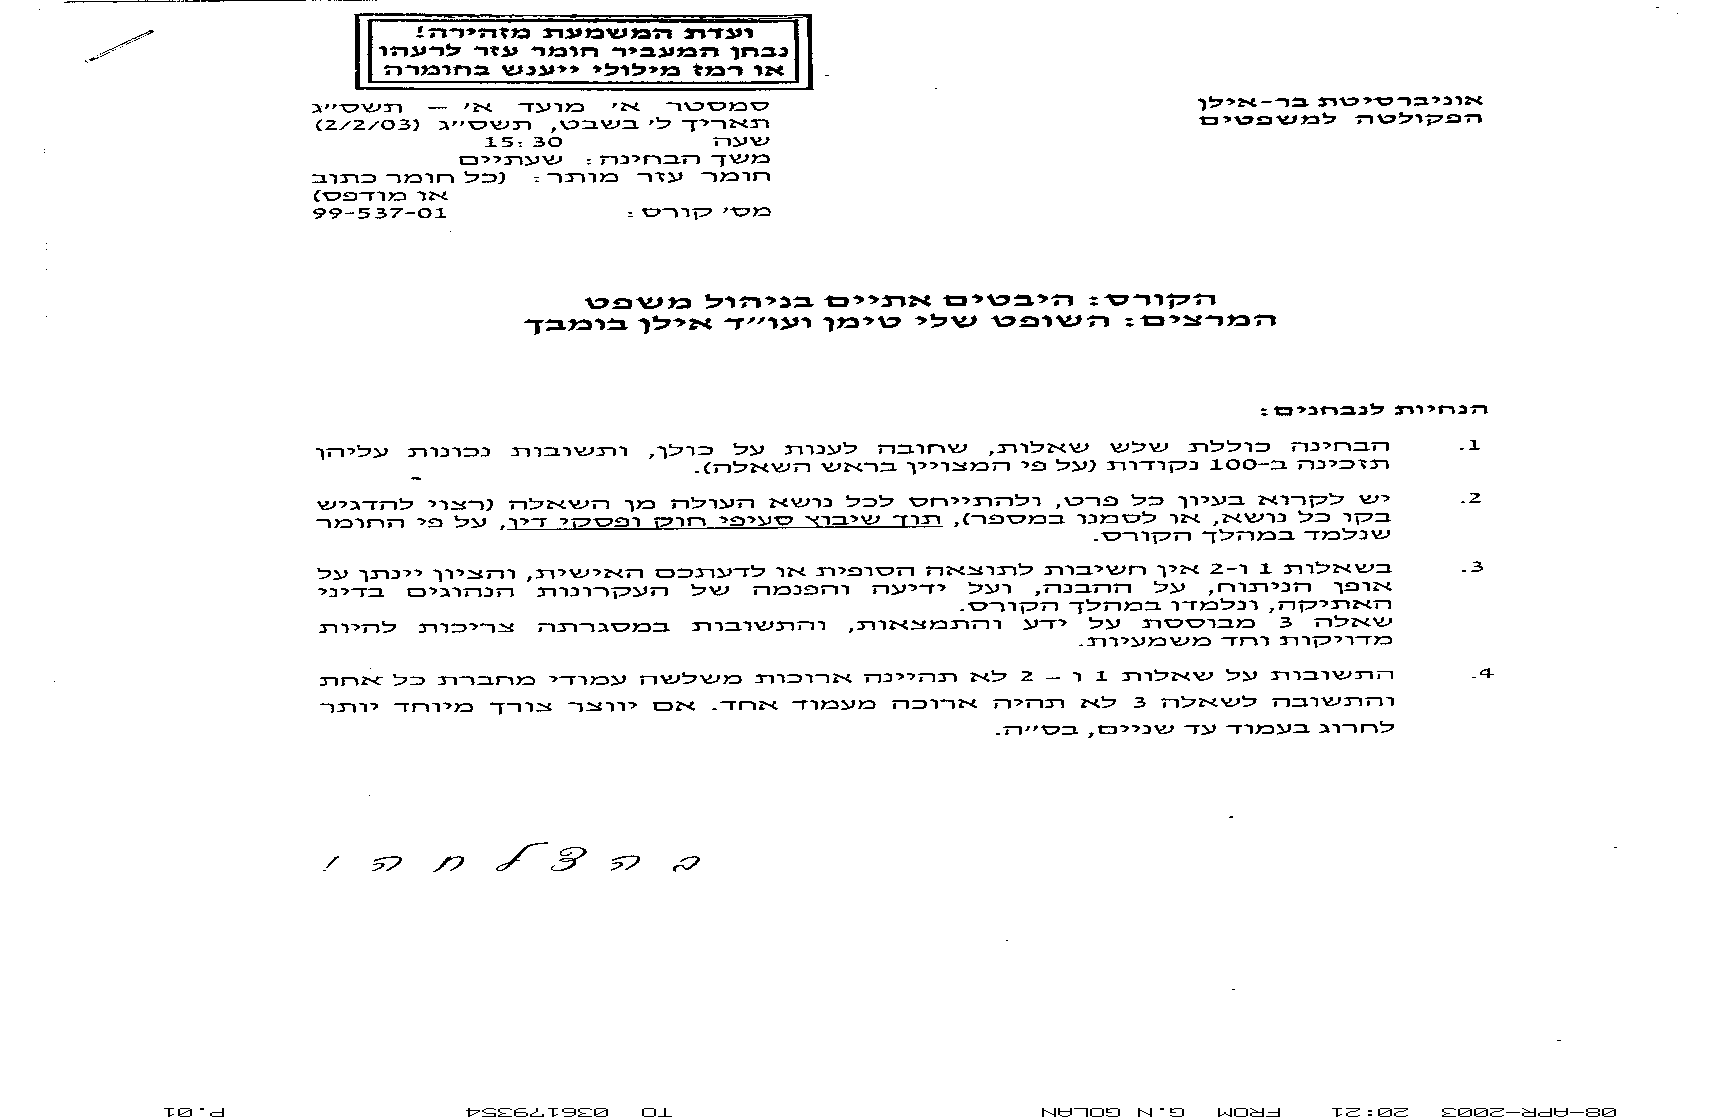 ועדת המשמעת מזהירה!
נבחן המעביר חומר עזר לרעהו
או רמז מילולי ייענש בחומרה
אוניברסיטת בר-אילן
הפקולטה למשפטים
סמסטר א' מועד א' – תשס"ג
תאריך ל' בשבט, תשס"ג (2/2/03)
שעה 15:30
משך הבחינה: שעתיים
חומר עזר מותר: (כל חומר כתוב
או מודפס)
מס' קורס: 99-537-01
הקורס: היבטים אתיים בניהול משפט
המרצים: השופט שלי טימן ועו"ד אילן בומבך
הנחיות לנבחנים:
1. הבחינה כוללת שלש שאלות, שחובה לענות על כולן, ותשובות נכונות עליהן
תזכינה ב-100 נקודות (על פי המצויין בראש השאלה).
2. יש לקרוא בעיון כל פרט, ולהתייחס לכל נושא העולה מן השאלה (רצוי להדגיש
בקו כל נושא, או לסמנו במספר), תוך שיבוץ סעיפי חוק ופסקי דין, על פי החומר
שנלמד במהלך הקורס.
3. בשאלות 1 ו-2 אין חשיבות לתוצאה הסופית או לדעתכם האישית, והציון יינתן על
אופן הניתוח, על ההבנה, ועל ידיעה והפנמה של העקרונות הנהוגים בדיני
האתיקה, ונלמדו במהלך הקורס.
שאלה 3 מבוססת על ידע והתמצאות, והתשובות במסגרתה צריכות להיות
מדויקות וחד משמעיות.
4. התשובות על שאלות 1 ו – 2 לא תהיינה ארוכות משלשה עמודי מחברת כל אחת
והתשובה לשאלה 3 לא תהיה ארוכה מעמוד אחד. אם יווצר צורך מיוחד יותר
לחרוג בעמוד עד שניים, בס"ה.
בהצלחה!
08-APR-2003 20:21 FROM G.N GOLAN TO 036179354 P.01